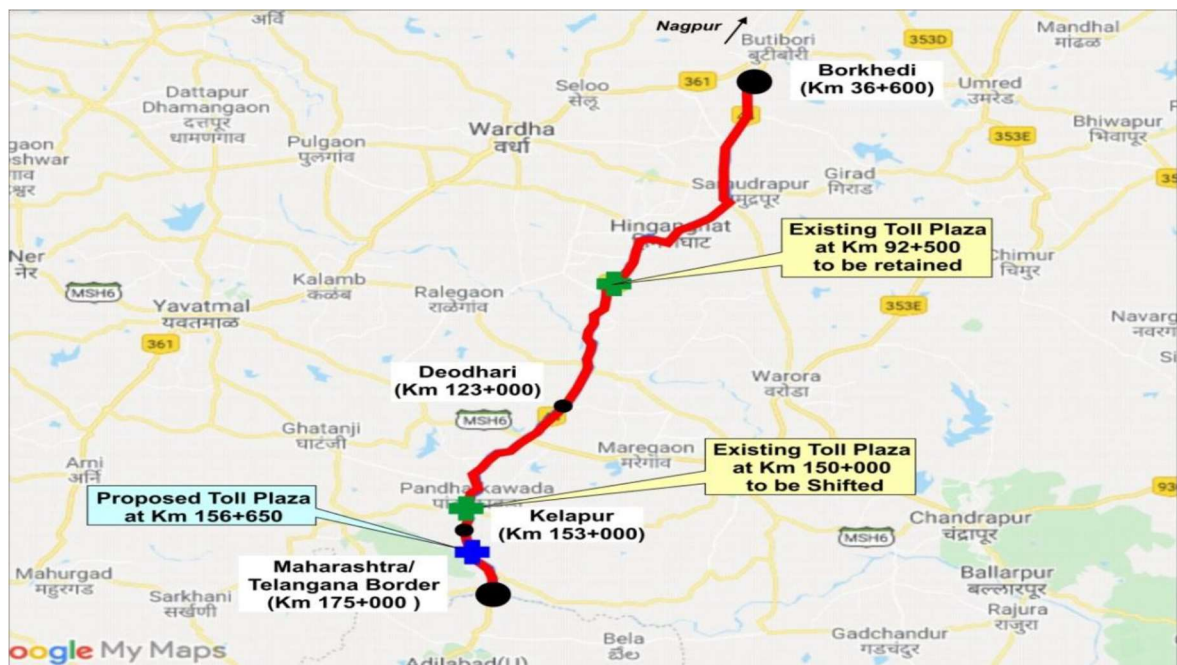 आर्वी
Nagpur
Butibori
बुटीबोरी
353D
Mandhal
मांढळ
Borkhedi
(Km 36+600)
Seloo
सेलू
361
Umred
उमरेड
Dattapur
Dhamangaon
दत्तपूर
धामणगाव
Wardha
वर्धा
Pulgaon
पुलगाव
353E
Bhiwapur
भिवापुर
Girad
गिराड
Hinganghat
Existing Toll Plaza
at Km 92+500
to be retained
Ner
नेर
Kalamb
कळंब
Ralegaon
राळेगाव
Chimur
चिमुर
MSH6
Yavatmal
यवतमाळ
353E
361
Deodhari
(Km 123+000)
Warora
वरोडा
MSH6
Ghatanji
घाटंजी
Maregaon
मरेगाव
Existing Toll Plaza
at Km 150+000
to be Shifted
Arni
अर्नि
Proposed Toll Plaza
at Km 156+650
Kelapur
(Km 153+000)
Chandrapur
चंद्रपूर
MSH6
Maharashtra/
Telangana Border
(Km 175+000 )
Mahurgad
महुरगड
Sarkhani
सर्खणी
Ballarpur
बल्लारपूर
Rajura
राजुरा
Bela
Gadchandur
गडचंदुर
ogle My Maps
Adilabad(U)